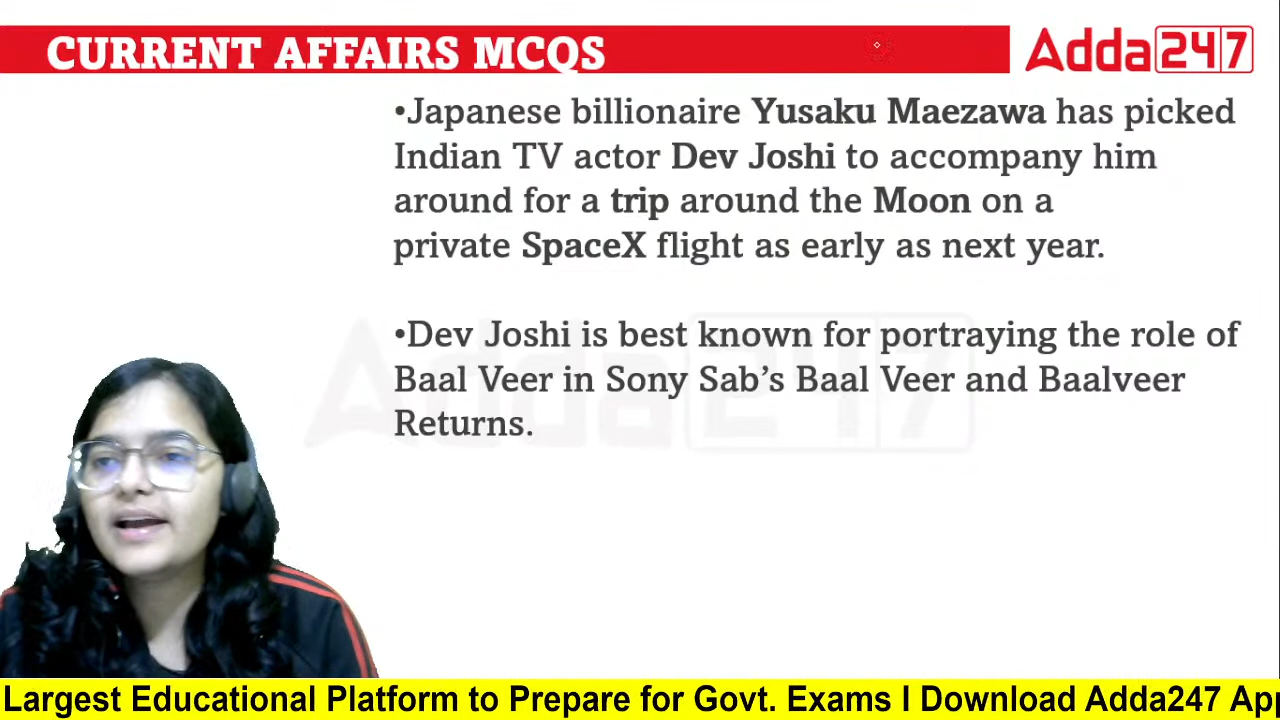 CURRENT AFFAIRS MCQS
Adda247
•Japanese billionaire Yusaku Maezawa has picked
Indian TV actor Dev Joshi to accompany him
around for a trip around the Moon on a
private SpaceX flight as early as next year.
•Dev Joshi is best known for portraying the role of
Baal Veer in Sony Sab’s Baal Veer and Baalveer
Returns.
Adda247
Largest Educational Platform to Prepare for Govt. Exams I Download Adda247 Ap